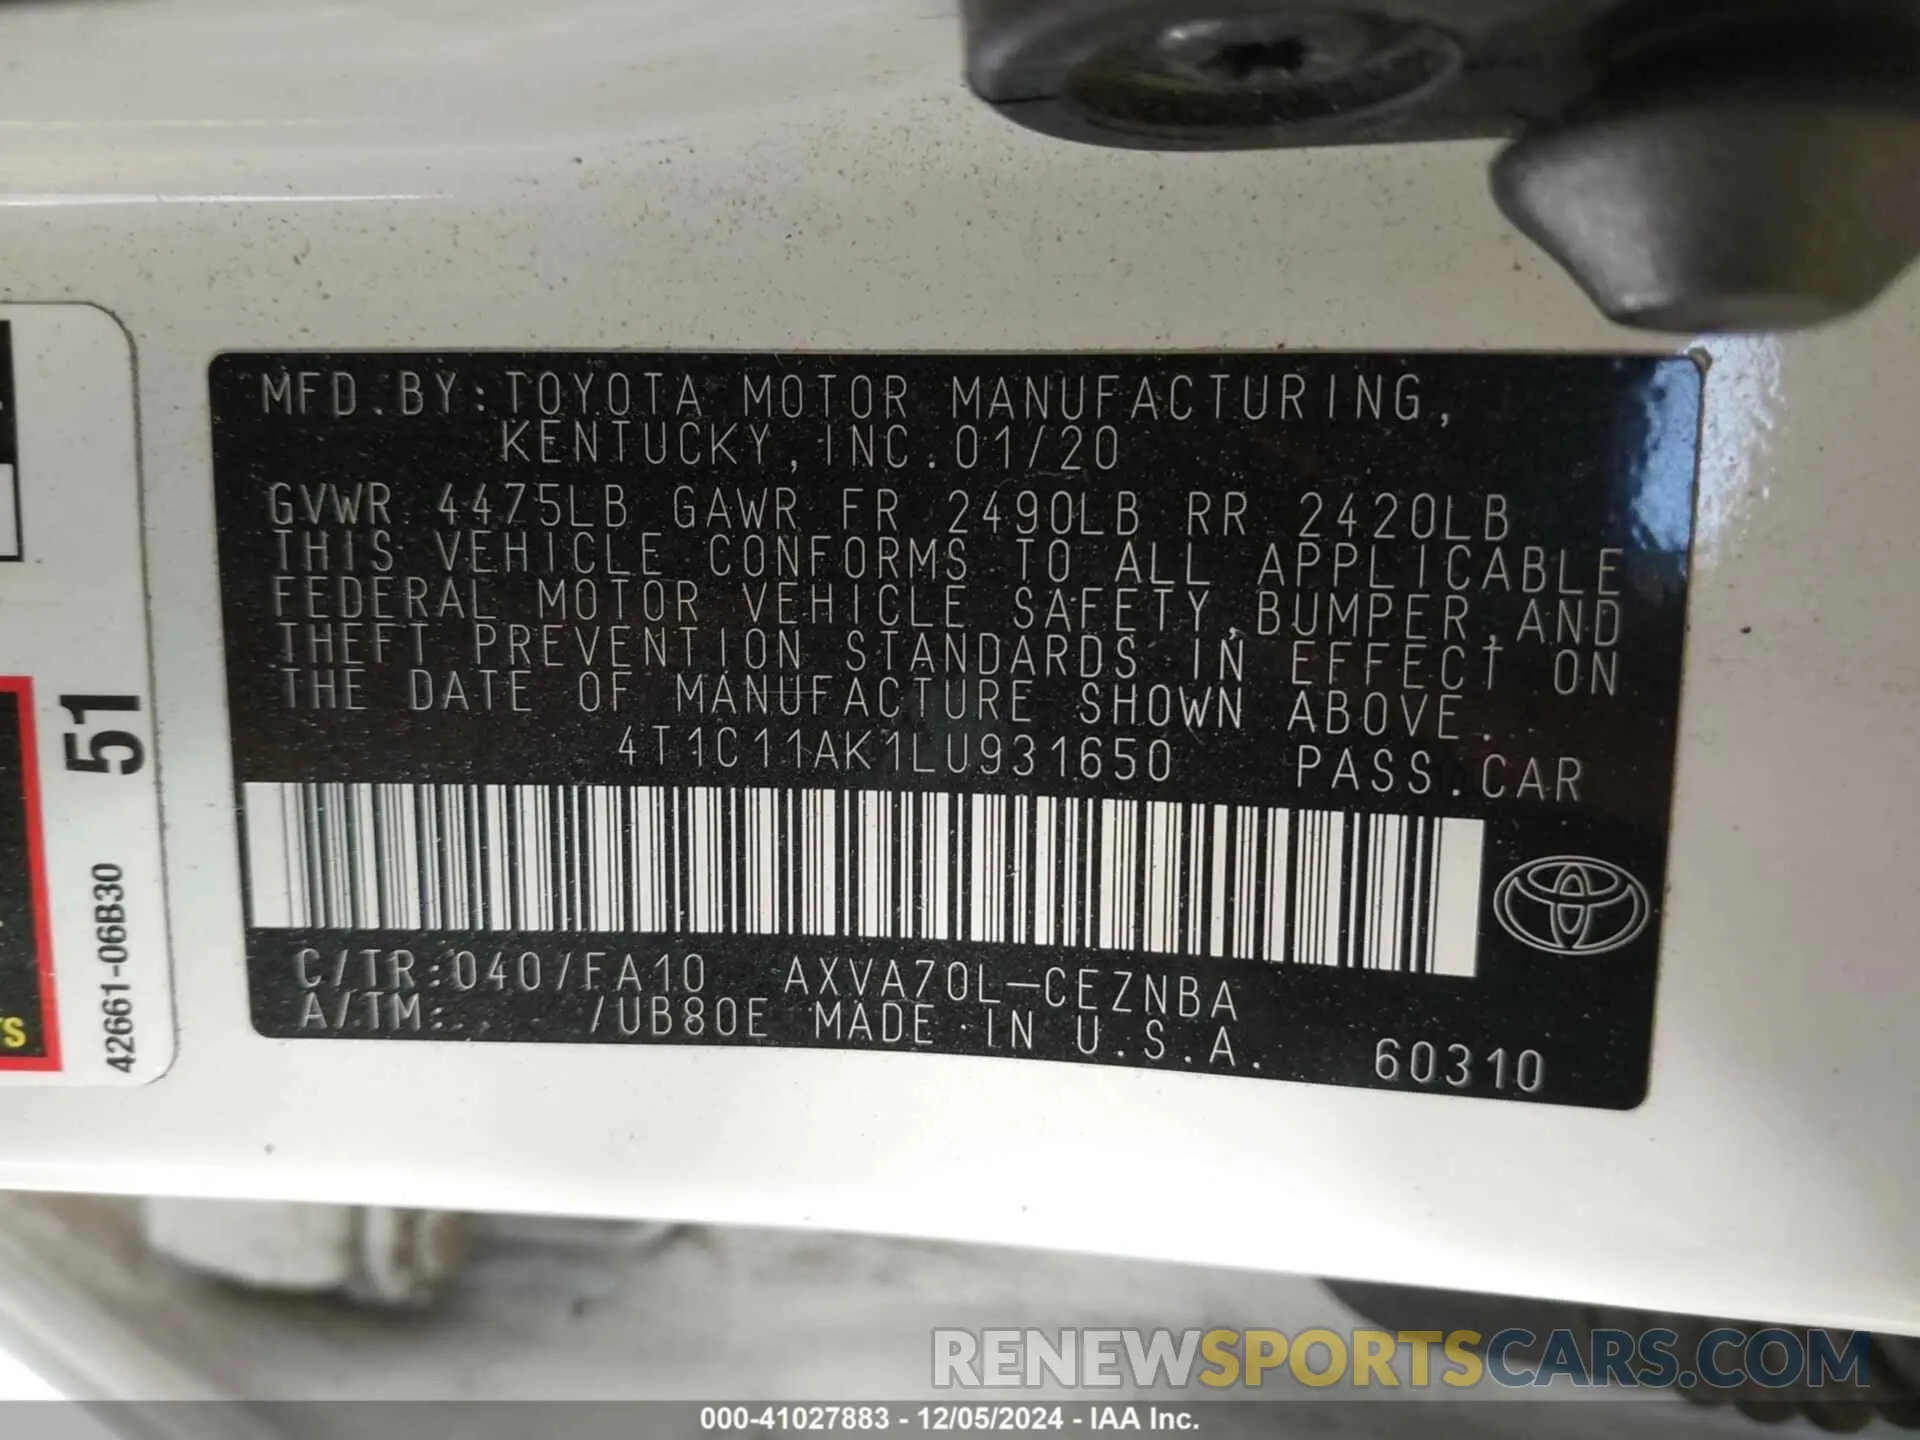 MFD.BY:TOYOTA MOTOR MANUFACTURING,
KENTUCKY,INC.01/20
GVWR 4475LB GAWR FR 2490LB RR 2420LB
THIS VEHICLE CONFORMS TO ALL APPLICABLE
FEDERAL MOTOR VEHICLE SAFETY,BUMPER,AND
THEFT PREVENTION STANDARDS IN EFFECT ON
THE DATE OF MANUFACTURE SHOWN ABOVE.
4T1C11AK1LU931650 PASS.CAR
C/TR:040/FA10 AXVA70L-CEZNBA
A/TM: /UB80E MADE IN U.S.A.
60310
51
42661-06B30
RENEWSPORTSCARS.COM
000-41027883 - 12/05/2024 - IAA Inc.